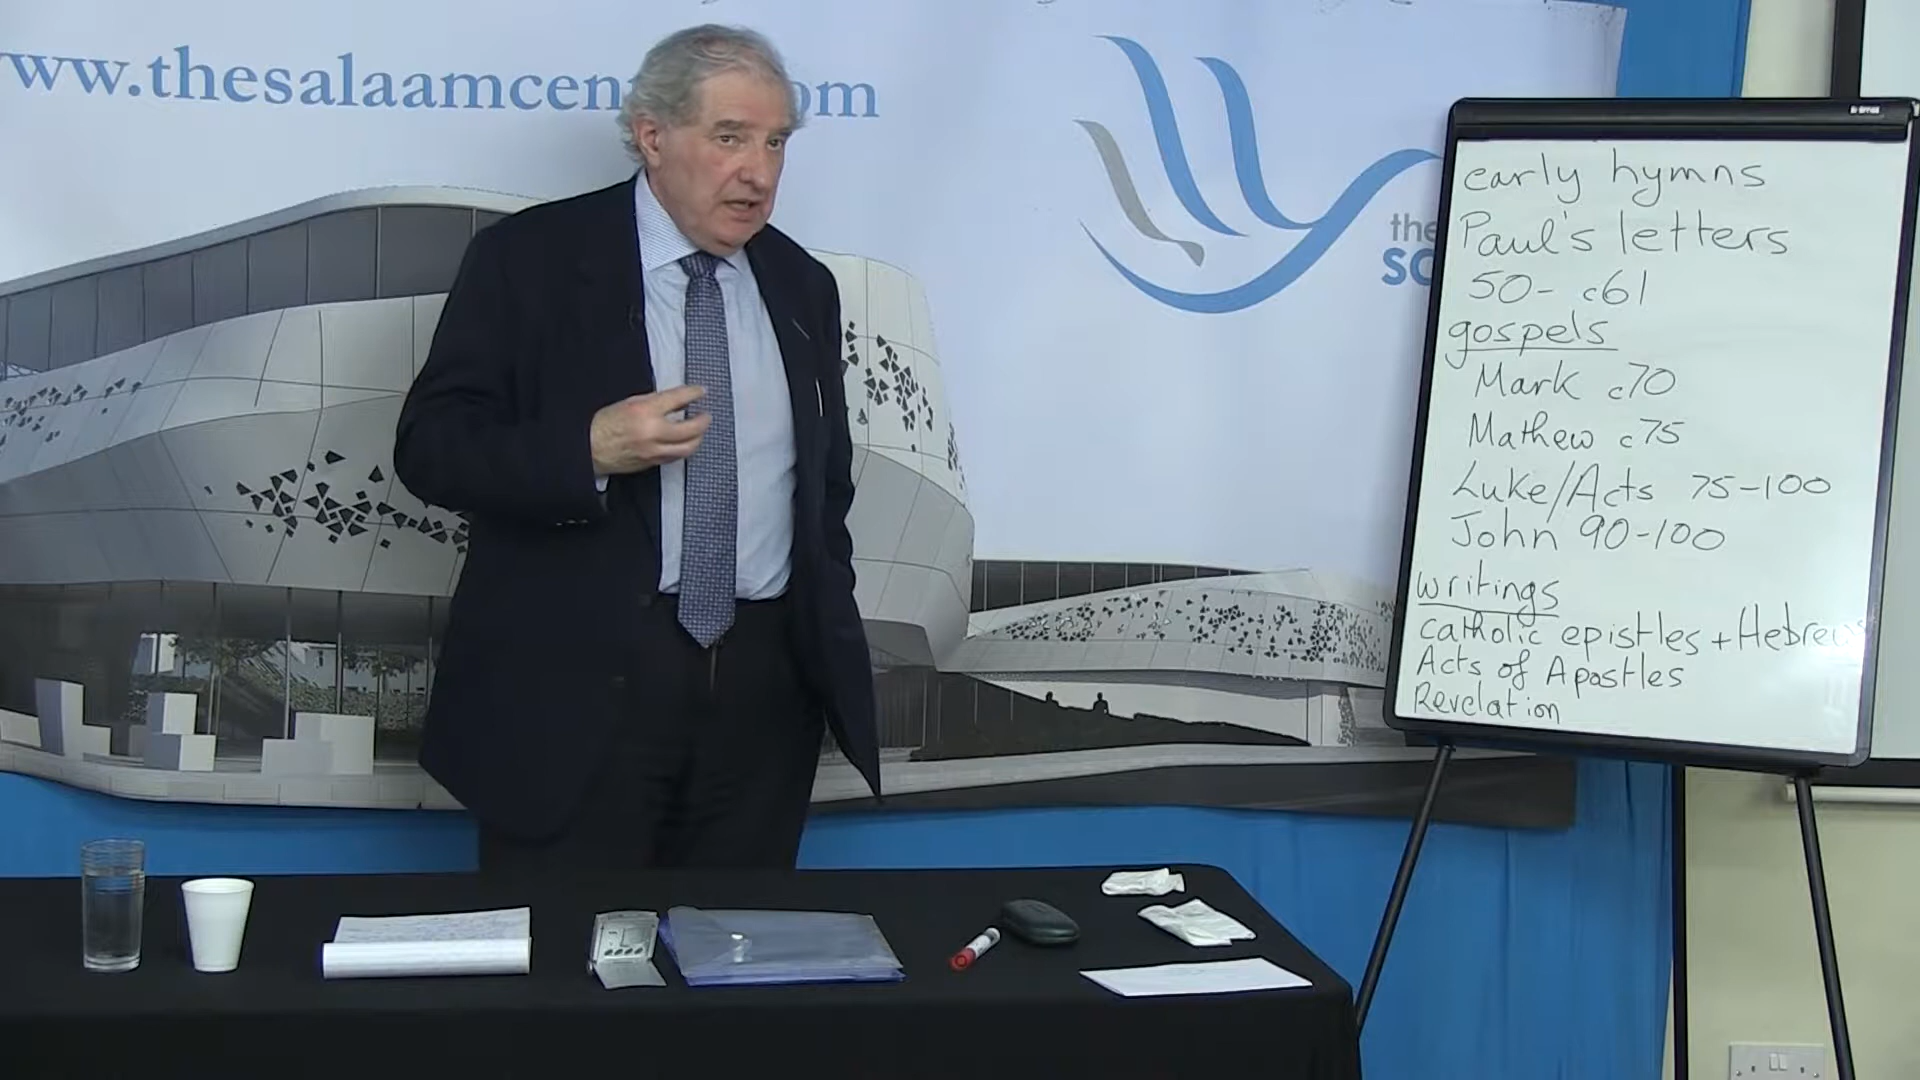 www.thesalaamcen om
the
early hymns
Paul's letters
50- c61
gospels
Mark c70
Mathew c75
Luke/Acts 75-100
John 90-100
writings
catholic epistles + Hebrews
Acts of Apostles
Revelation